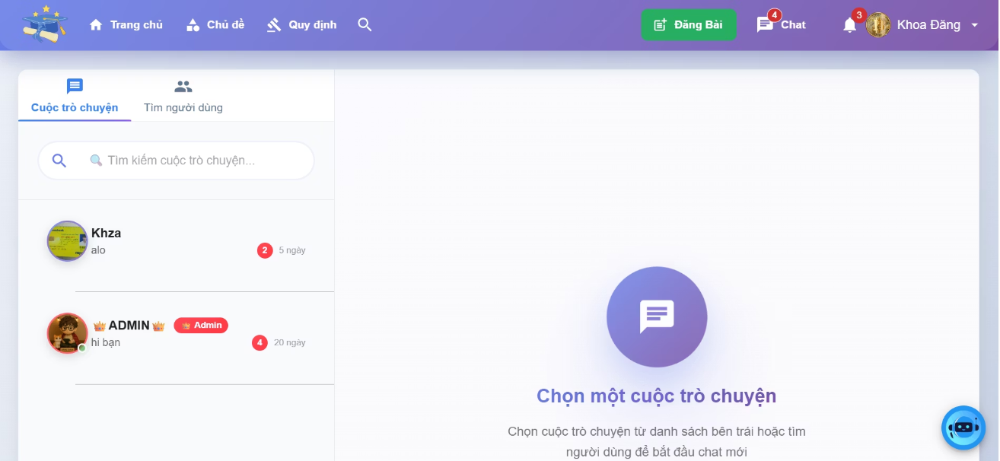 Trang chủ
Chủ đề
Quy định
Đăng Bài
4
Chat
3
Khoa Đăng
Cuộc trò chuyện
Tìm người dùng
🔍 Tìm kiếm cuộc trò chuyện...
Khza
alo
2
5 ngày
👑ADMIN👑
👑 Admin
hi bạn
4
20 ngày
Chọn một cuộc trò chuyện
Chọn cuộc trò chuyện từ danh sách bên trái hoặc tìm
người dùng để bắt đầu chat mới